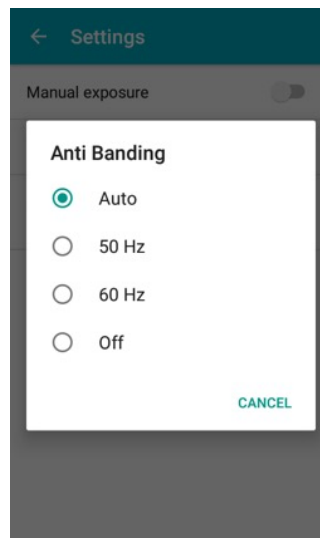 Settings
Manual exposure
Anti Banding
Auto
50 Hz
60 Hz
Off
CANCEL